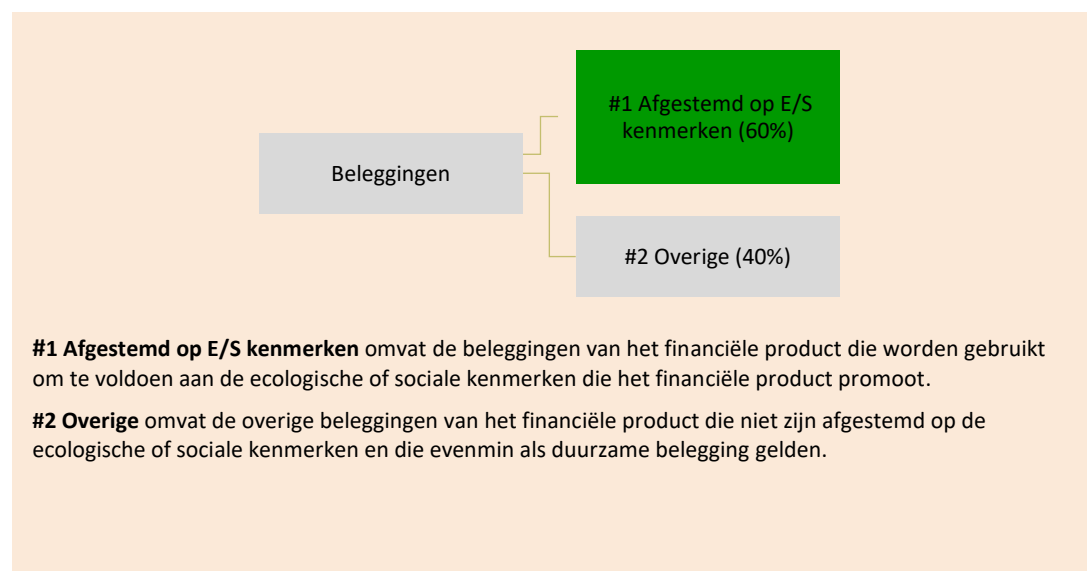 #1 Afgestemd op E/S
kenmerken (60%)
Beleggingen
#2 Overige (40%)
#1 Afgestemd op E/S kenmerken omvat de beleggingen van het financiële product die worden gebruikt
om te voldoen aan de ecologische of sociale kenmerken die het financiële product promoot.
#2 Overige omvat de overige beleggingen van het financiële product die niet zijn afgestemd op de
ecologische of sociale kenmerken en die evenmin als duurzame belegging gelden.